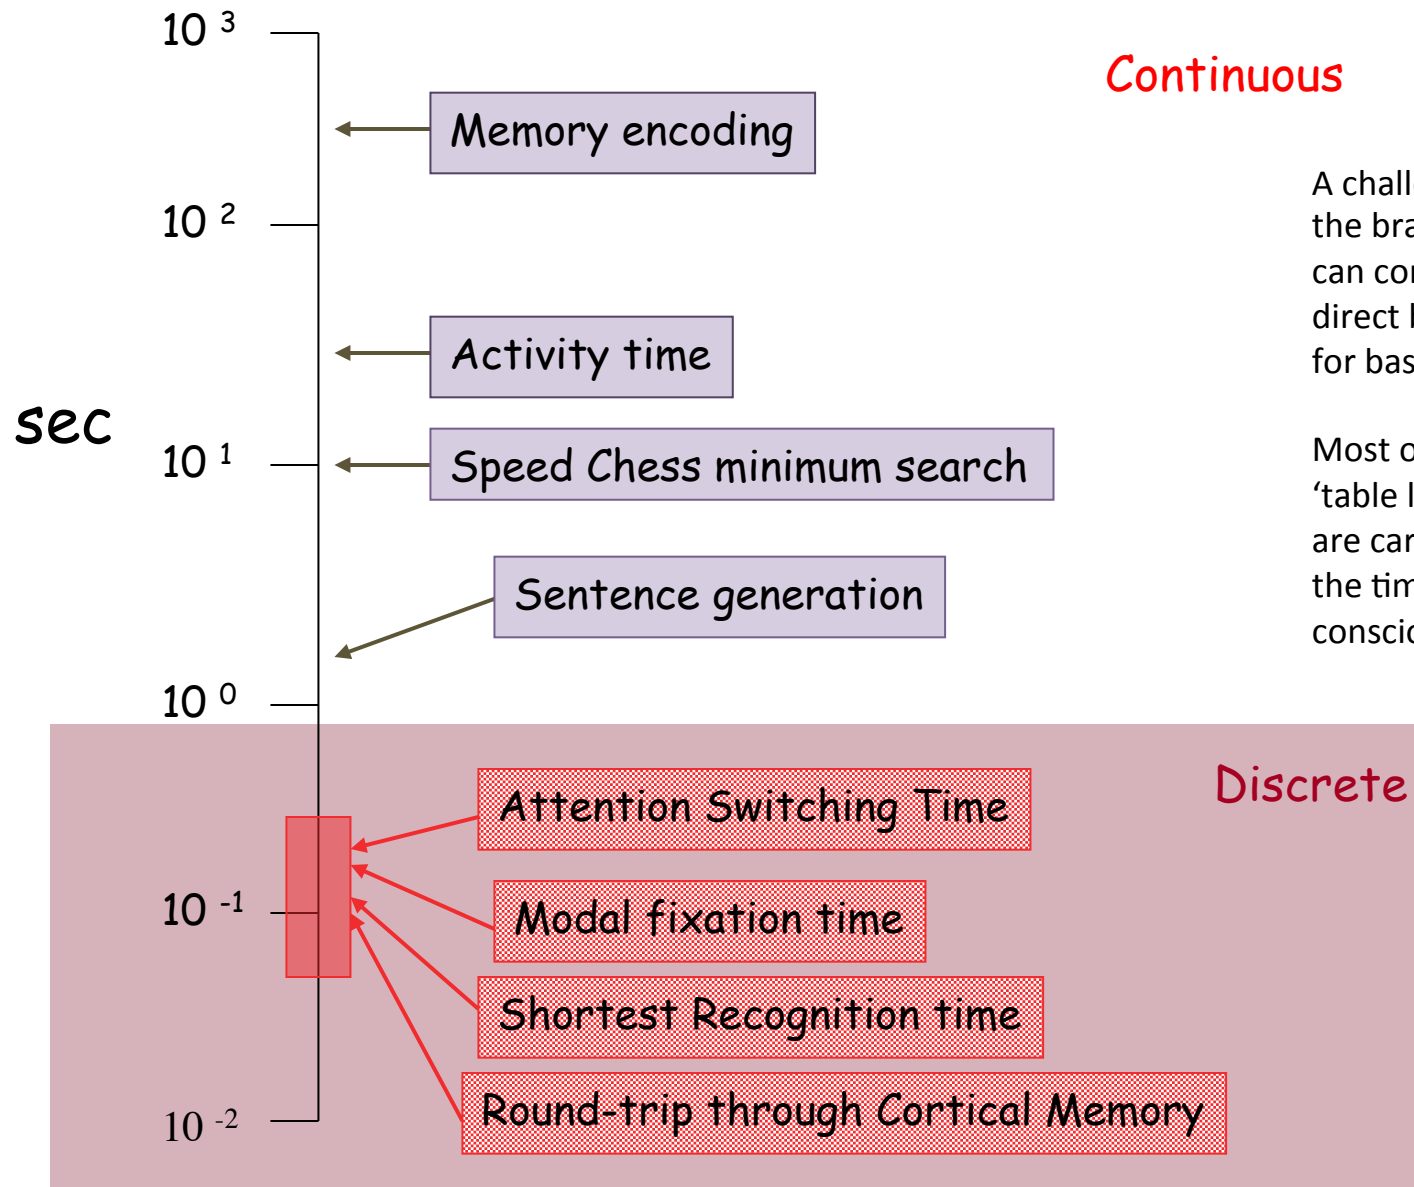 10 3
Continuous
Memory encoding
A chall
the bra
can cor
direct
for bas
10 2
Activity time
sec
10 1
Speed Chess minimum search
Most o
'table
are car
the tim
conscio
Sentence generation
10 0
Discrete
Attention Switching Time
10 -1
Modal fixation time
Shortest Recognition time
10 -2
Round-trip through Cortical Memory